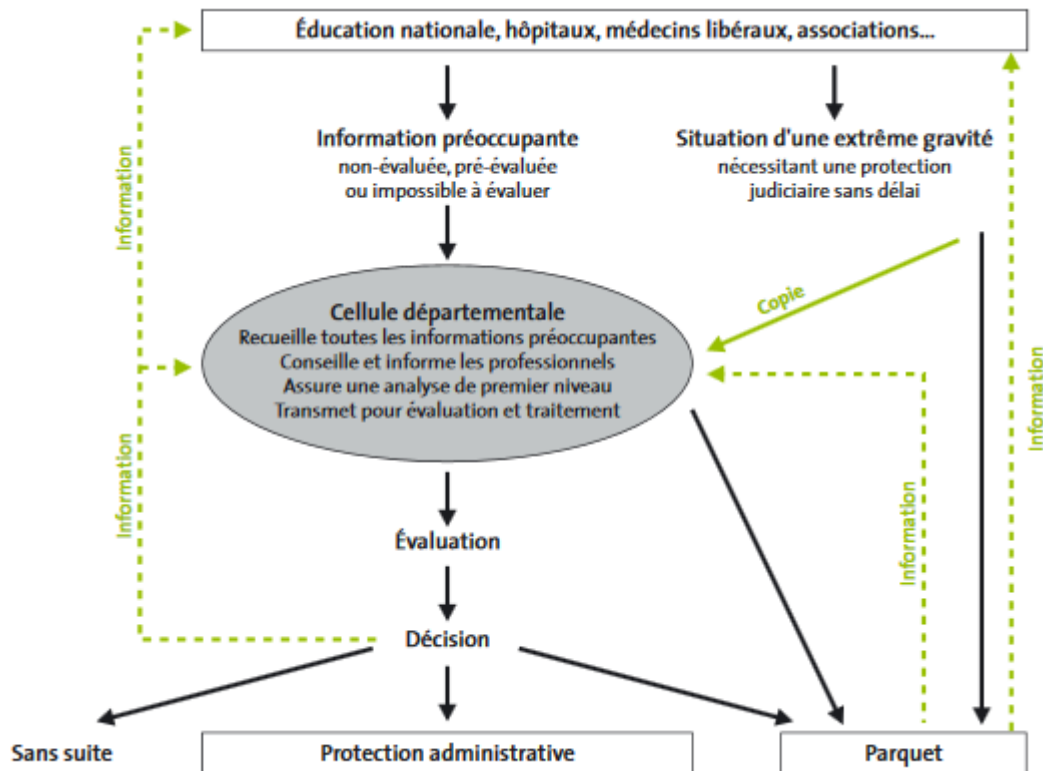 Éducation nationale, hôpitaux, médecins libéraux, associations...
Information préoccupante
non-évaluée, pré-évaluée
ou impossible à évaluer
Situation d'une extrême gravité
nécessitant une protection
judiciaire sans délai
Information
Copie
Cellule départementale
Recueille toutes les informations préoccupantes
Conseille et informe les professionnels
Assure une analyse de premier niveau
Transmet pour évaluation et traitement
Information
Information
Information
Évaluation
Décision
Sans suite
Protection administrative
Parquet